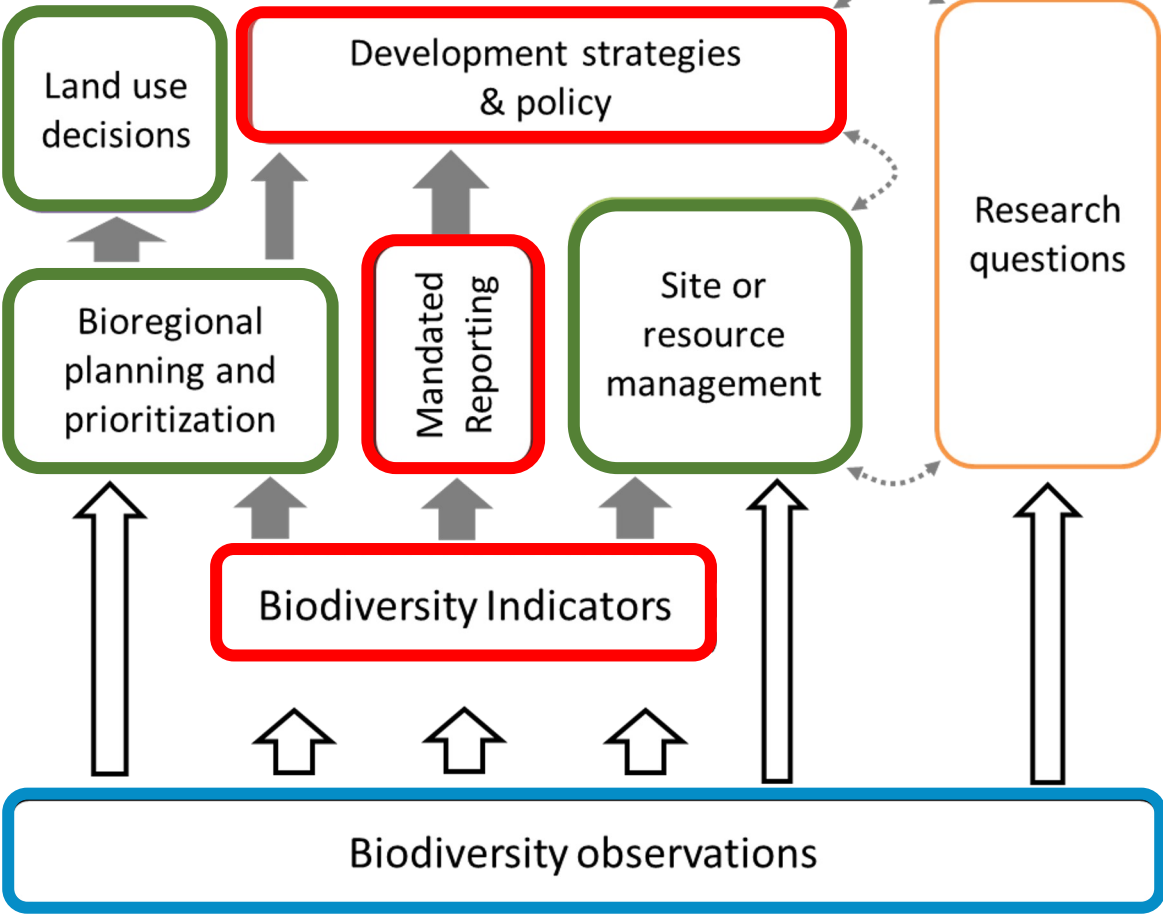 Land use
decisions
Development strategies
& policy
Research
questions
Bioregional
planning and
prioritization
Mandated
Reporting
Site or
resource
management
Biodiversity Indicators
Biodiversity observations